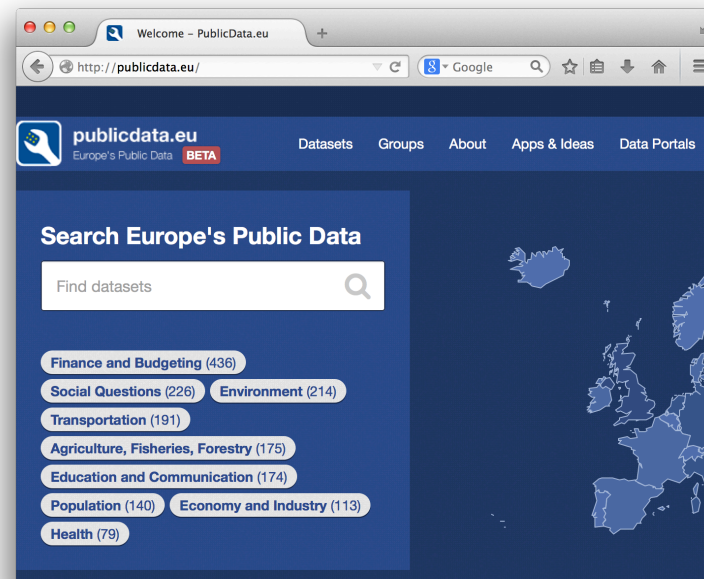 Welcome – PublicData.eu
http://publicdata.eu/
Google
publicdata.eu
Europe's Public Data BETA
Datasets Groups About Apps & Ideas Data Portals
Search Europe's Public Data
Find datasets
Finance and Budgeting (436)
Social Questions (226) Environment (214)
Transportation (191)
Agriculture, Fisheries, Forestry (175)
Education and Communication (174)
Population (140) Economy and Industry (113)
Health (79)